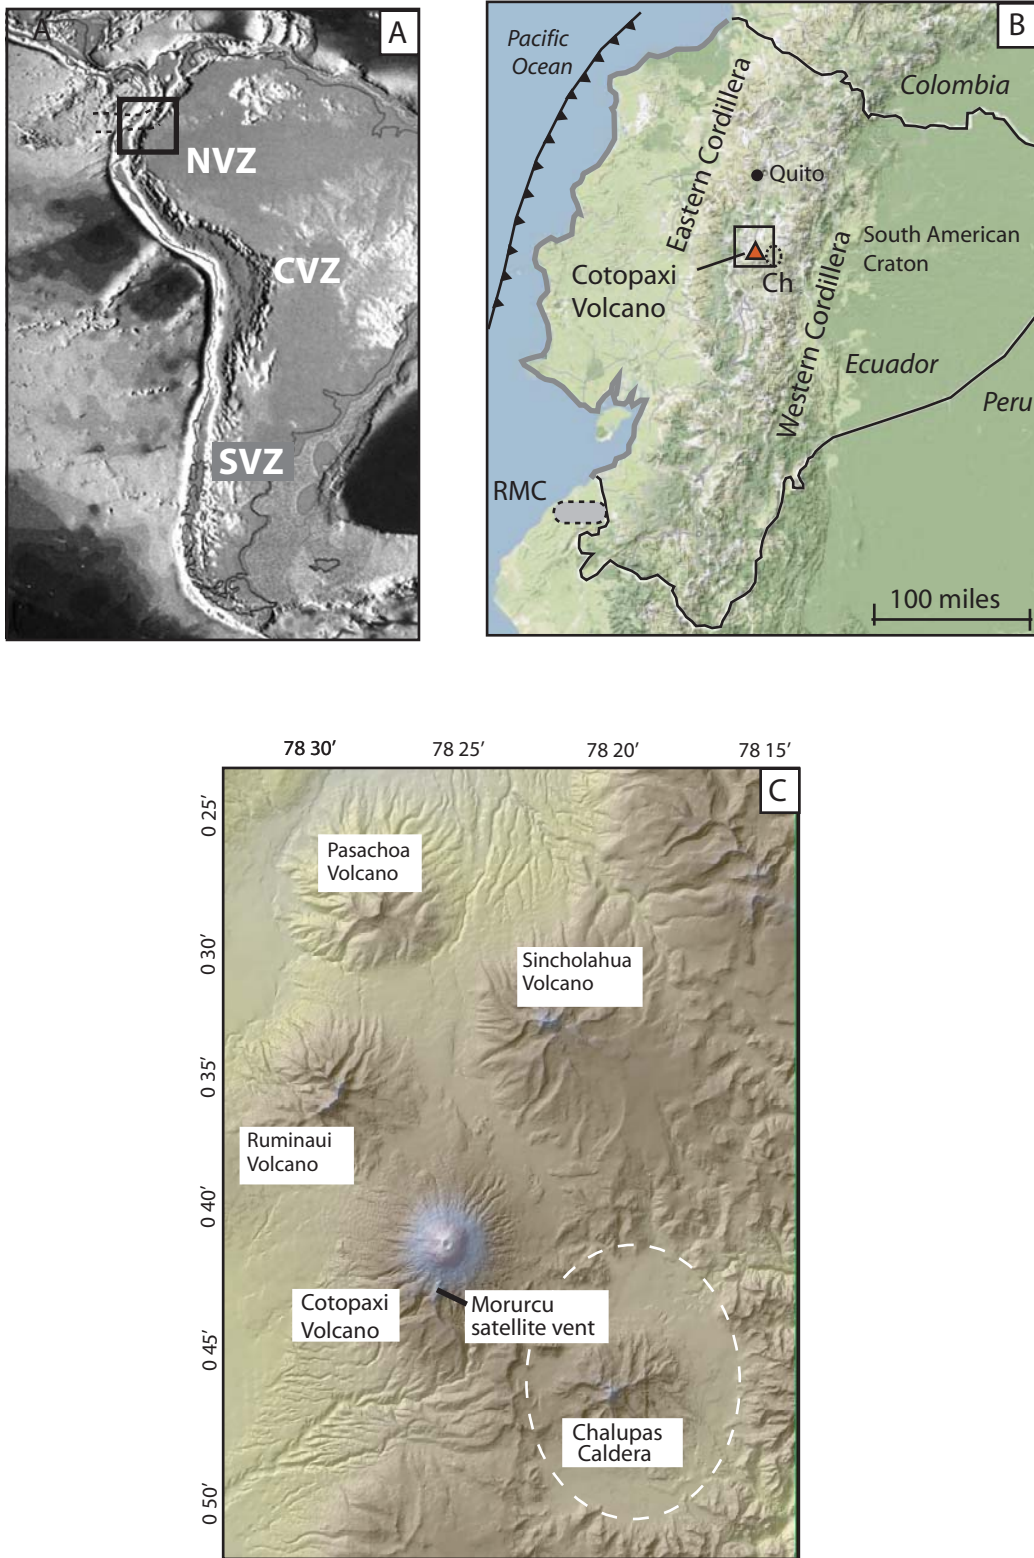 A
A
NVZ
CVZ
SVZ
B
Pacific
Ocean
Colombia
Eastern Cordillera
Quito
South American
Craton
Cotopaxi
Volcano
Ch
Western Cordillera
Ecuador
Peru
RMC
100 miles
78 30’
78 25’
78 20’
78 15’
C
0 25’
0 30’
0 35’
0 40’
0 45’
0 50’
Pasachoa
Volcano
Sincholahua
Volcano
Ruminaui
Volcano
Cotopaxi
Volcano
Morurcu
satellite vent
Chalupas
Caldera